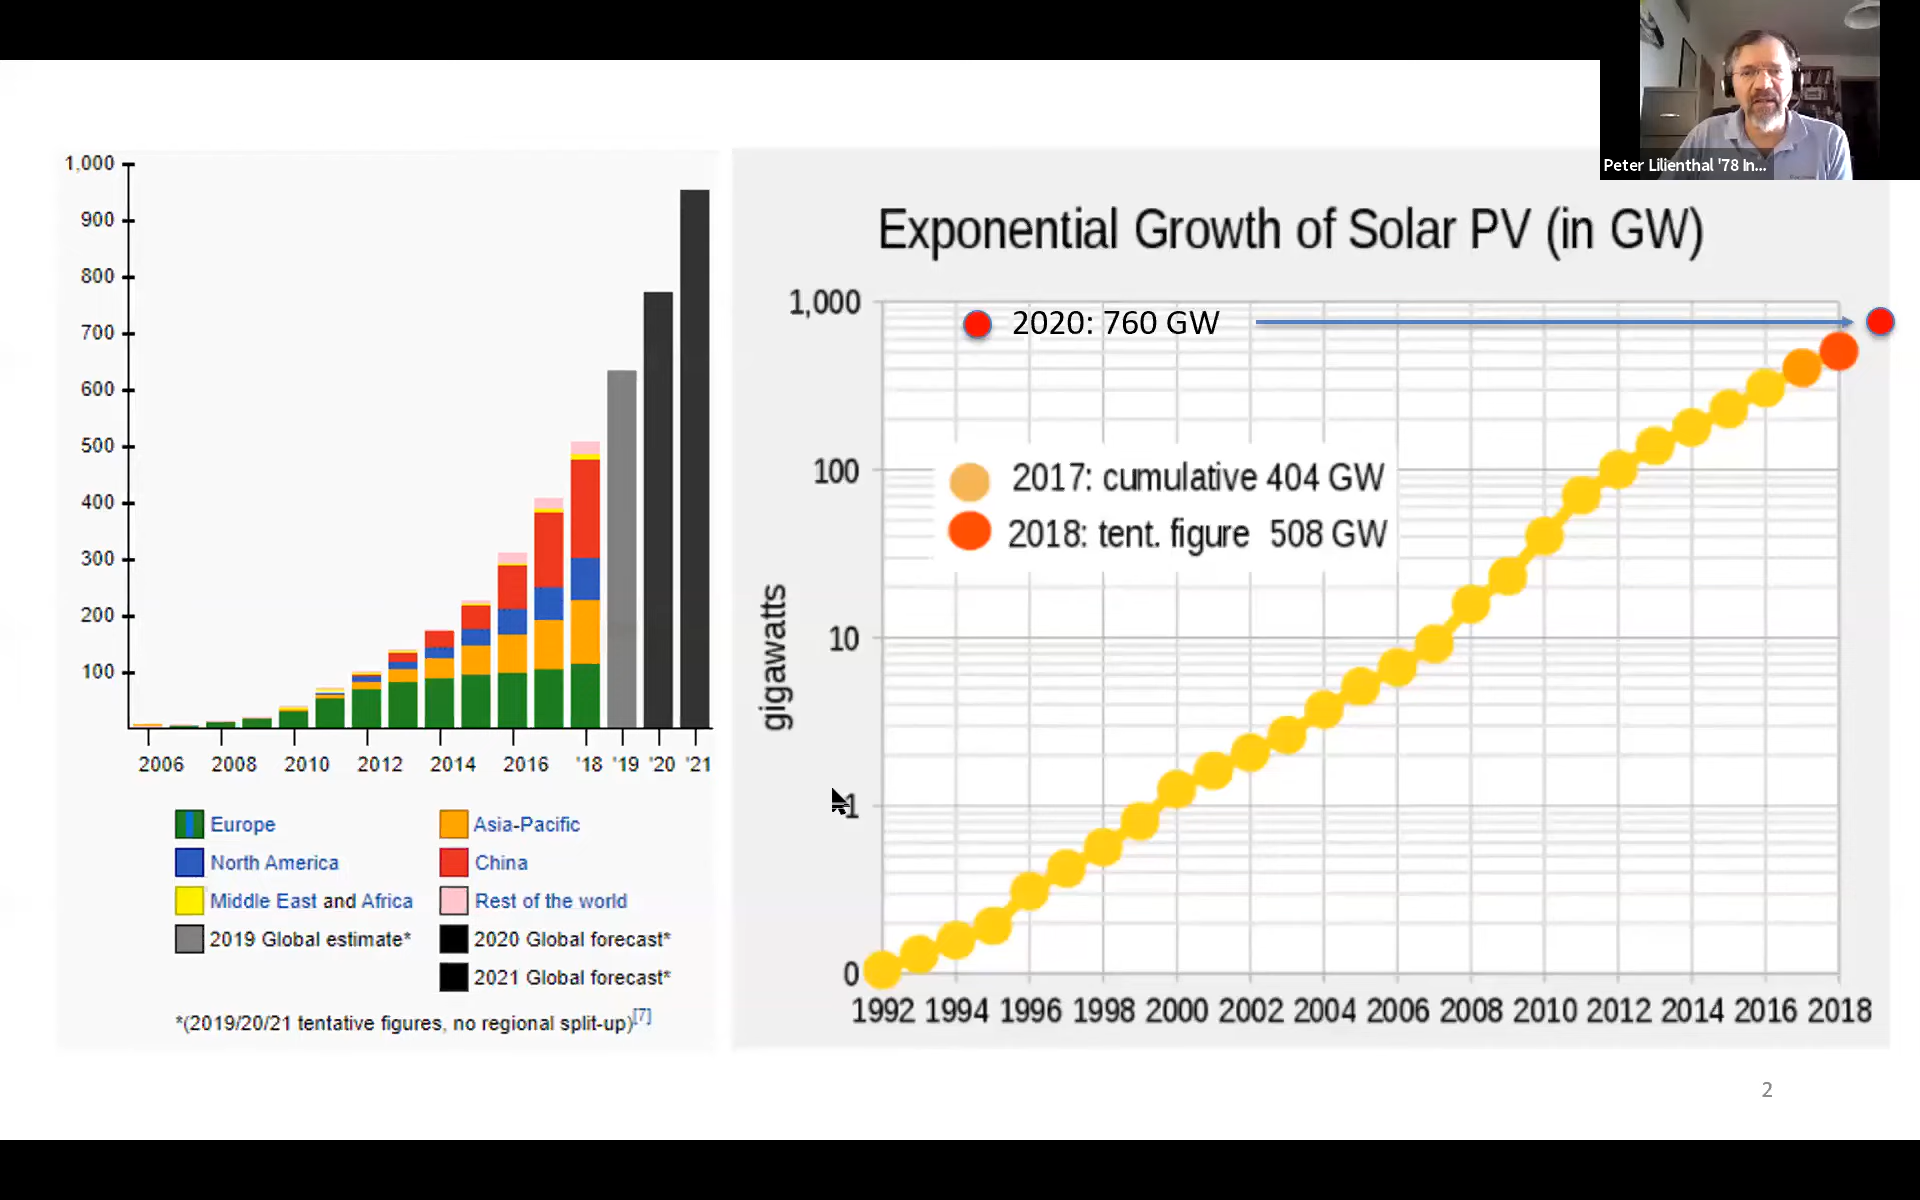 Peter Lilienthal '78 In...
1,000
900
800
700
600
500
400
300
200
100
2006 2008 2010 2012 2014 2016 '18 '19 '20 '21
Europe
Asia-Pacific
North America
China
Middle East and Africa
Rest of the world
2019 Global estimate*
2020 Global forecast*
2021 Global forecast*
*(2019/20/21 tentative figures, no regional split-up)[7]
Exponential Growth of Solar PV (in GW)
gigawatts
1,000
100
10
1
0
2020: 760 GW
2017: cumulative 404 GW
2018: tent. figure 508 GW
1992 1994 1996 1998 2000 2002 2004 2006 2008 2010 2012 2014 2016 2018
2